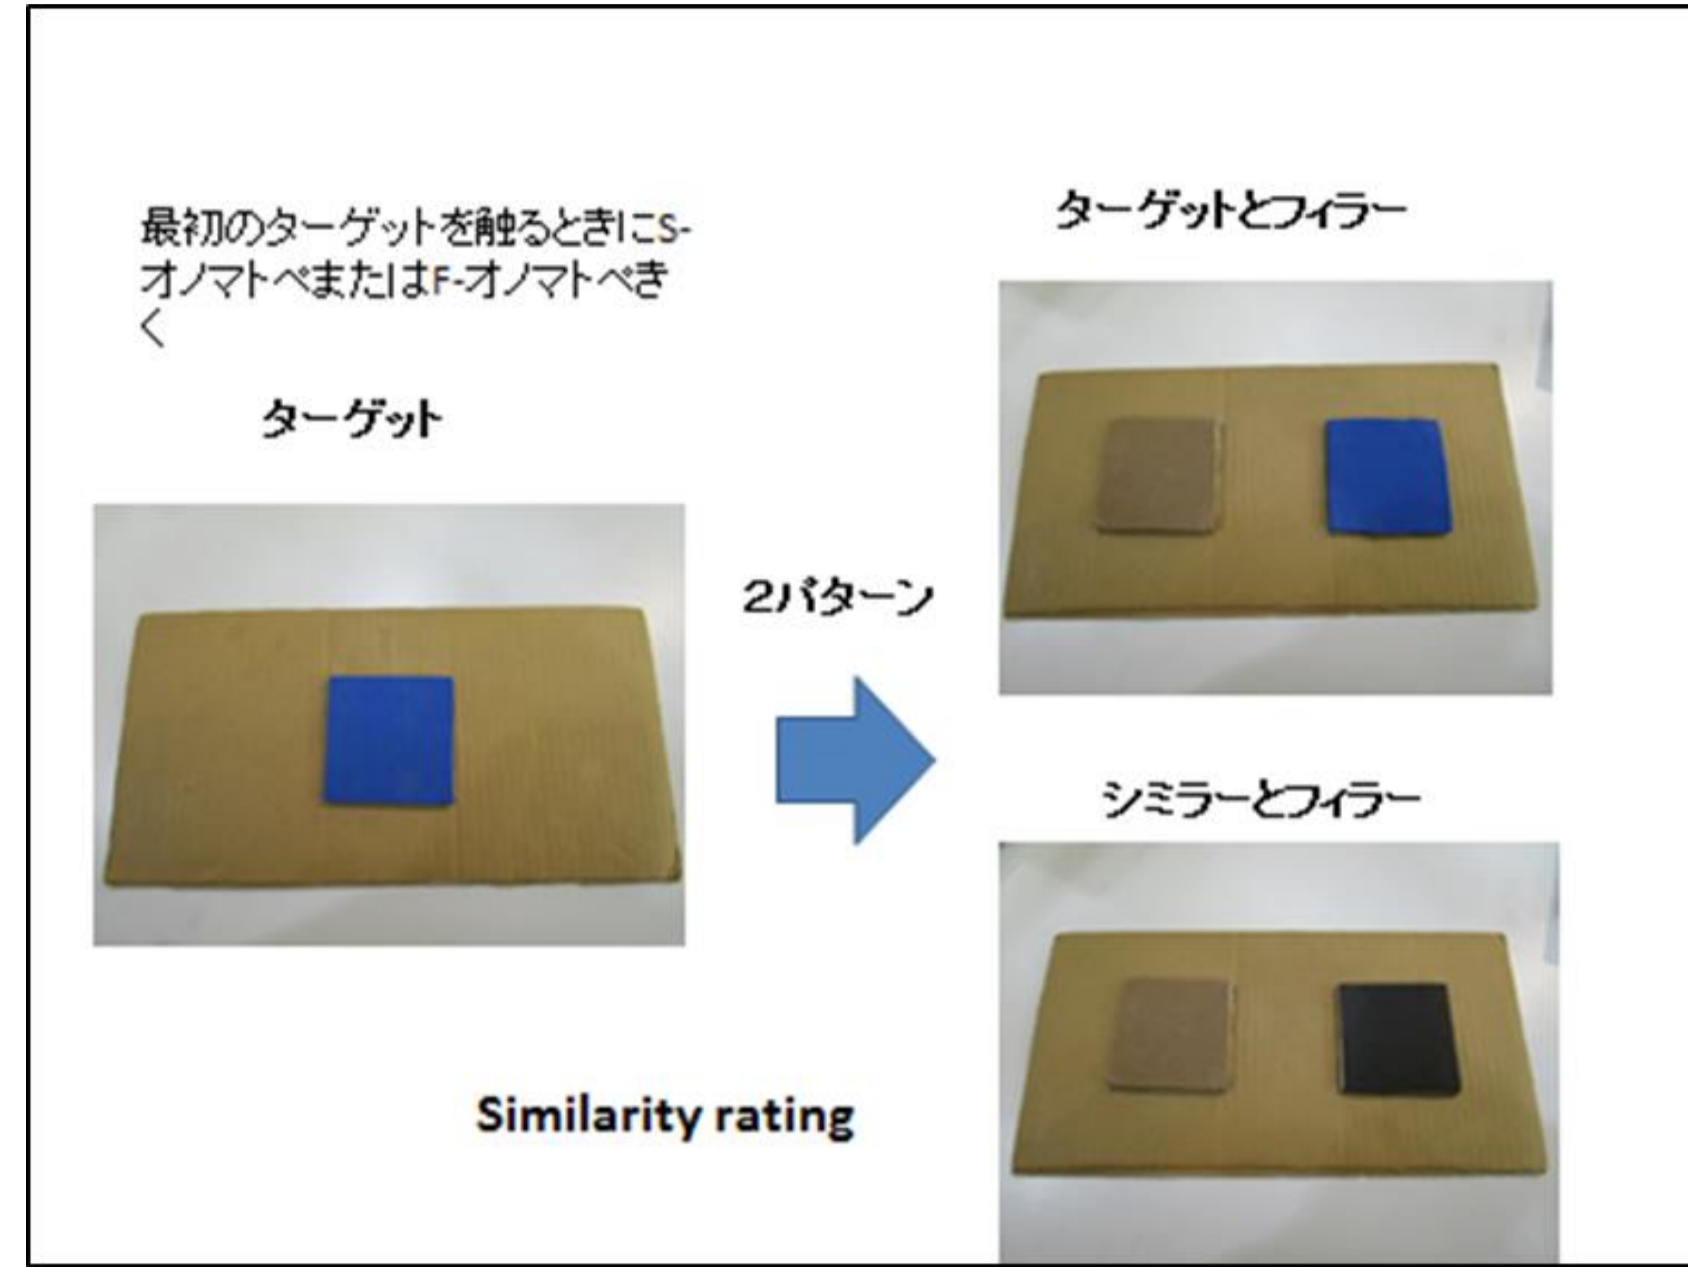 最初のターゲットを触るときにS-
オノマトペまたはF-オノマトペき
く
ターゲット
2パターン
ターゲットとフィラー
シミラーとフィラー
Similarity rating